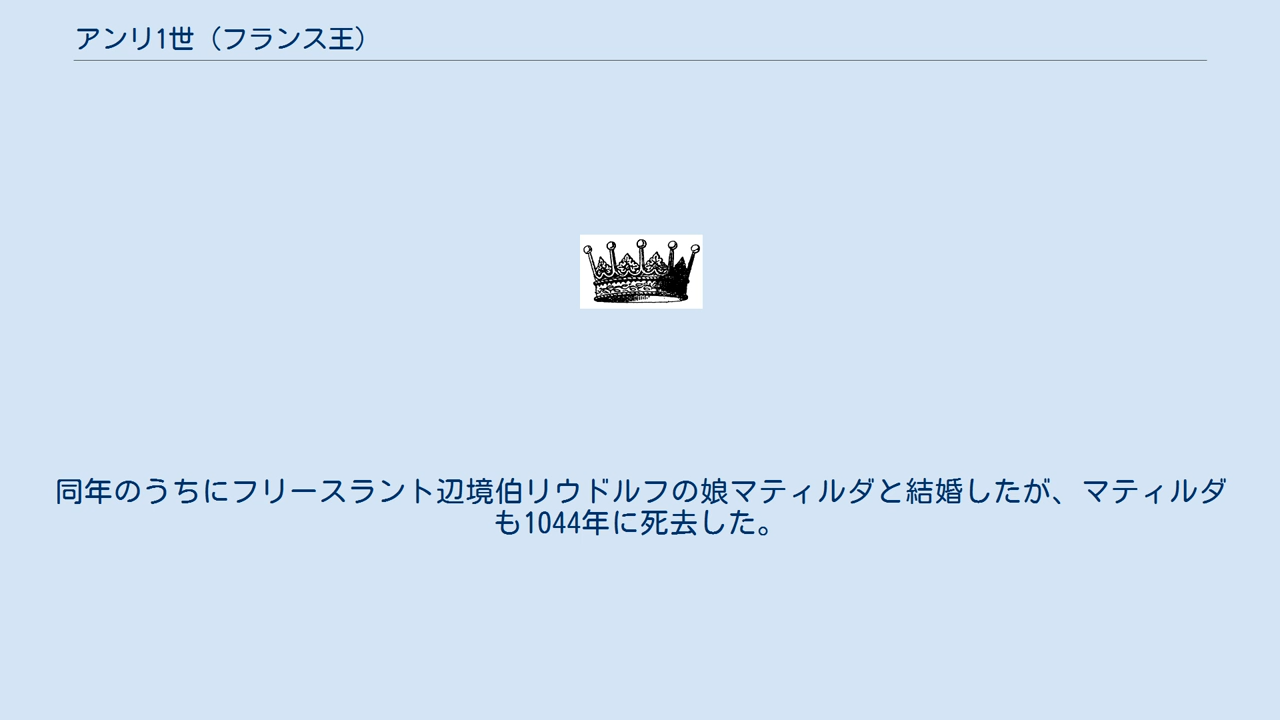 アンリ1世（フランス王）
同年のうちにフリースラント辺境伯リウドルフの娘マティルダと結婚したが、マティルダ
も1044年に死去した。